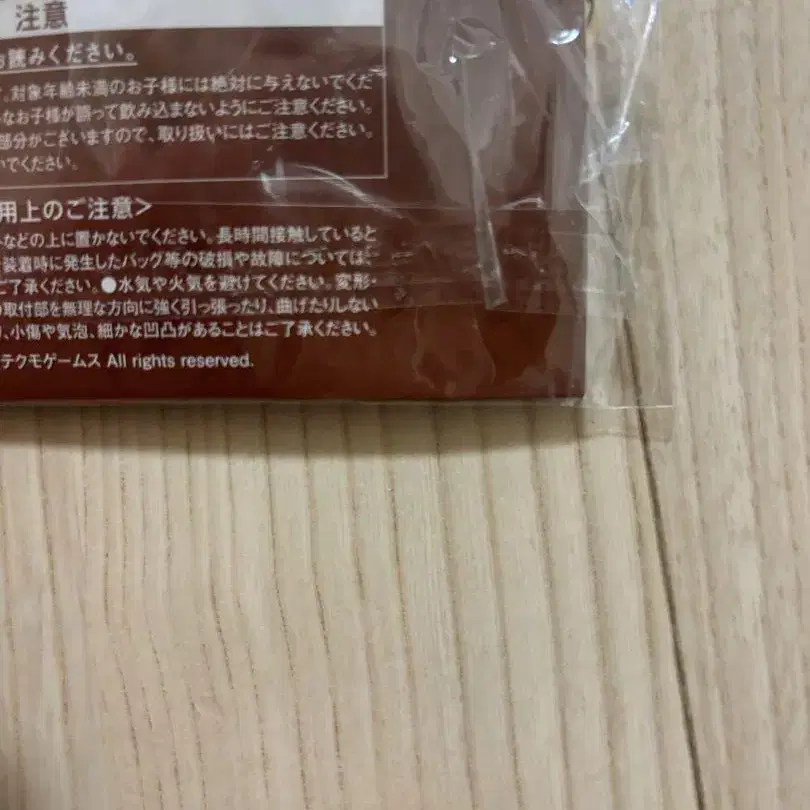 注意
お読みください。
。対象年齢未満のお子様には絶対に与えないでくだ
なお子様が誤って飲み込まないようにご注意ください。
部分がございますので、取り扱いにはご注意ください。
いでください。
用上のご注意>
などの上に置かないでください。長時間接触していると
装着時に発生したバッグ等の破損や故障については、
ご了承ください。●水気や火気を避けてください。変形・
の取付部を無理な方向に強く引っ張ったり、曲げたりしない
、小傷や気泡、細かな凹凸があることはご了承ください。
テクモゲームス All rights reserved.